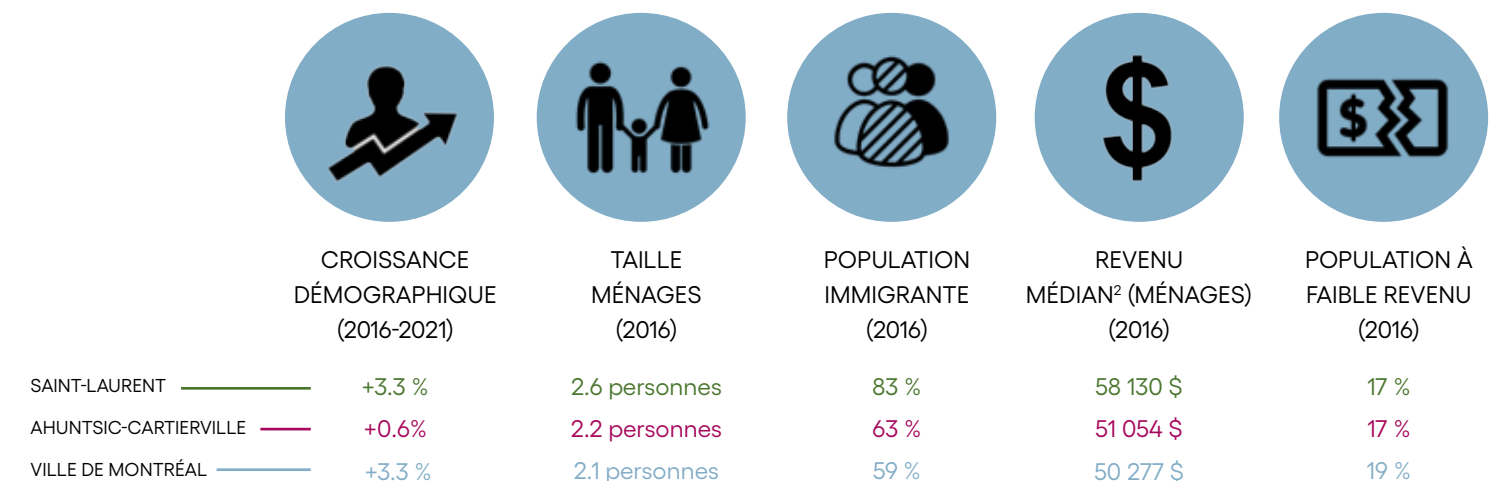 $
$
CROISSANCE
DÉMOGRAPHIQUE
(2016-2021)
TAILLE
MÉNAGES
(2016)
POPULATION
IMMIGRANTE
(2016)
REVENU
MÉDIAN² (MÉNAGES)
(2016)
POPULATION À
FAIBLE REVENU
(2016)
SAINT-LAURENT +3.3 % 2.6 personnes 83 % 58 130 $ 17 %
AHUNTSIC-CARTIERVILLE +0.6% 2.2 personnes 63 % 51 054 $ 17 %
VILLE DE MONTRÉAL +3.3 % 2.1 personnes 59 % 50 277 $ 19 %